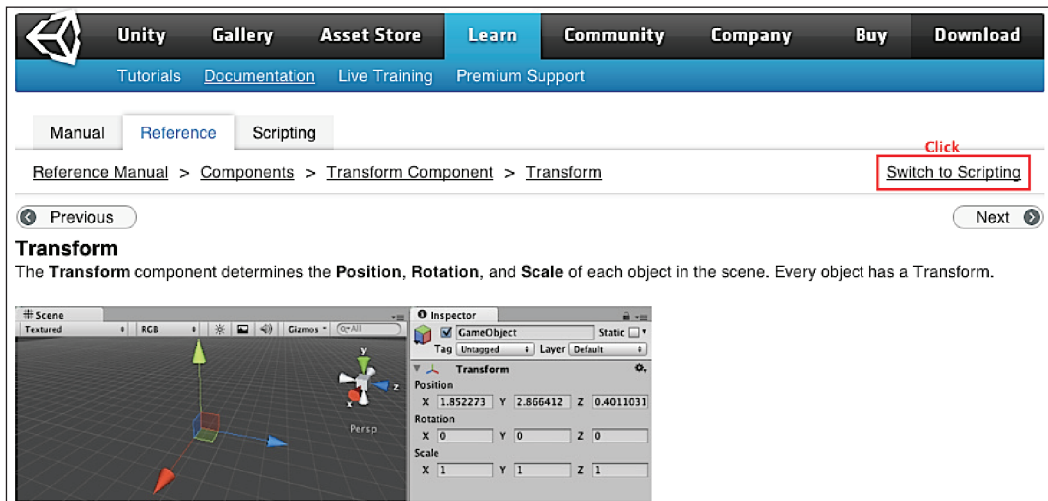 Unity Gallery Asset Store Learn Community Company Buy Download
Tutorials Documentation Live Training Premium Support
Manual Reference Scripting
Click
Reference Manual > Components > Transform Component > Transform Switch to Scripting
Previous Next
Transform
The Transform component determines the Position, Rotation, and Scale of each object in the scene. Every object has a Transform.
# Scene
Textured RGB Gizmos All
y
z
x
Persp
Inspector
GameObject Static
Tag Untagged Layer Default
Transform
Position
X 1.852273 Y 2.866412 Z 0.4011031
Rotation
X 0 Y 0 Z 0
Scale
X 1 Y 1 Z 1